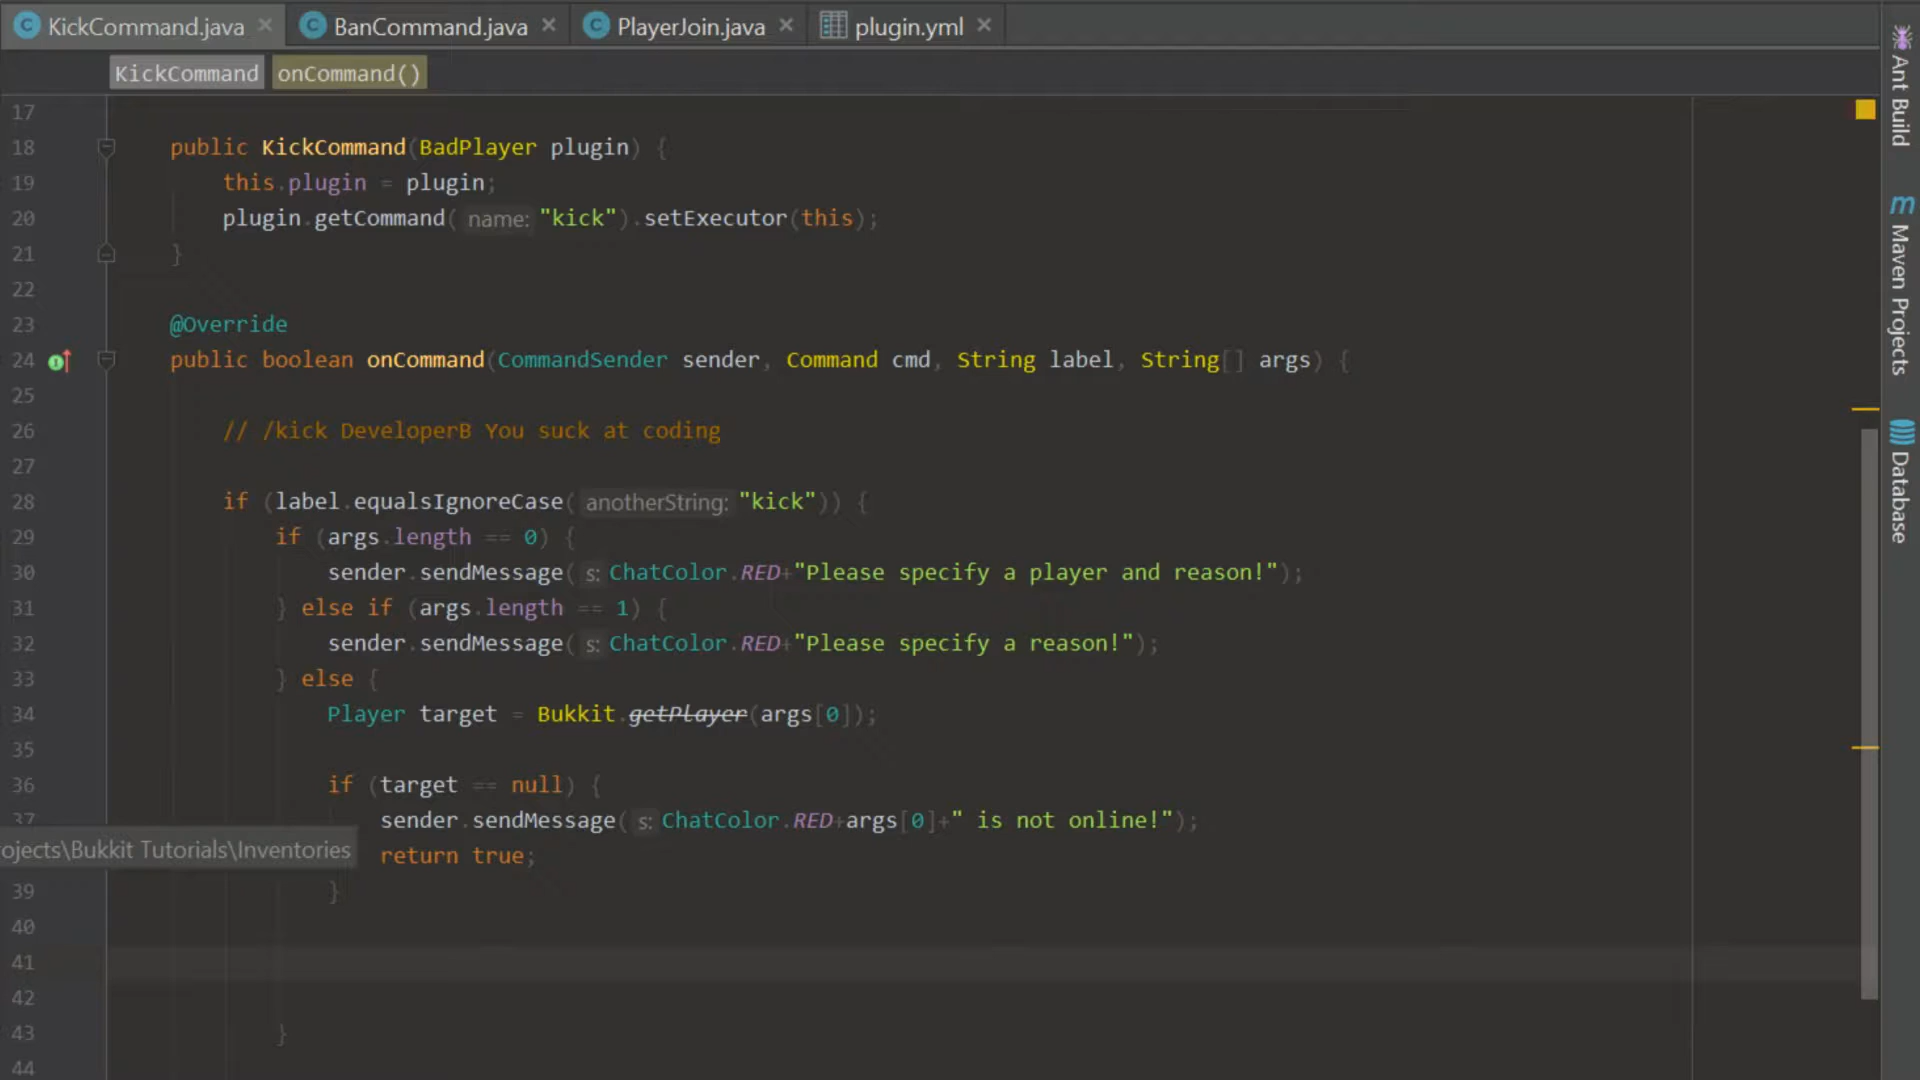 KickCommand.java BanCommand.java PlayerJoin.java plugin.yml
KickCommand onCommand()
17
18 public KickCommand(BadPlayer plugin) {
19 this.plugin = plugin;
20 plugin.getCommand( name: "kick").setExecutor(this);
21 }
22
23 @Override
24 public boolean onCommand(CommandSender sender, Command cmd, String label, String[] args) {
25
26 // /kick DeveloperB You suck at coding
27
28 if (label.equalsIgnoreCase( anotherString: "kick")) {
29 if (args.length == 0) {
30 sender.sendMessage( s: ChatColor.RED+"Please specify a player and reason!");
31 } else if (args.length == 1) {
32 sender.sendMessage( s: ChatColor.RED+"Please specify a reason!");
33 } else {
34 Player target = Bukkit.getPlayer(args[0]);
35
36 if (target == null) {
37 sender.sendMessage( s: ChatColor.RED+args[0]+" is not online!");
ojects\Bukkit Tutorials\Inventories return true;
39 }
40
41
42
43 }
44
Ant Build
m Maven Projects
Database